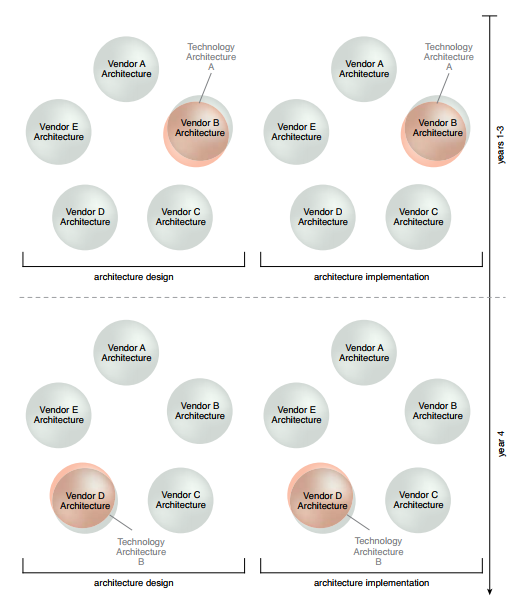 Technology
Architecture
A
Vendor A
Architecture
Vendor B
Architecture
Vendor E
Architecture
Vendor D
Architecture
Vendor C
Architecture
architecture design
Technology
Architecture
A
Vendor A
Architecture
Vendor B
Architecture
Vendor E
Architecture
Vendor D
Architecture
Vendor C
Architecture
architecture implementation
years 1-3
Vendor A
Architecture
Vendor B
Architecture
Vendor E
Architecture
Vendor D
Architecture
Vendor C
Architecture
Technology
Architecture
B
architecture design
Vendor A
Architecture
Vendor B
Architecture
Vendor E
Architecture
Vendor D
Architecture
Vendor C
Architecture
Technology
Architecture
B
architecture implementation
year 4